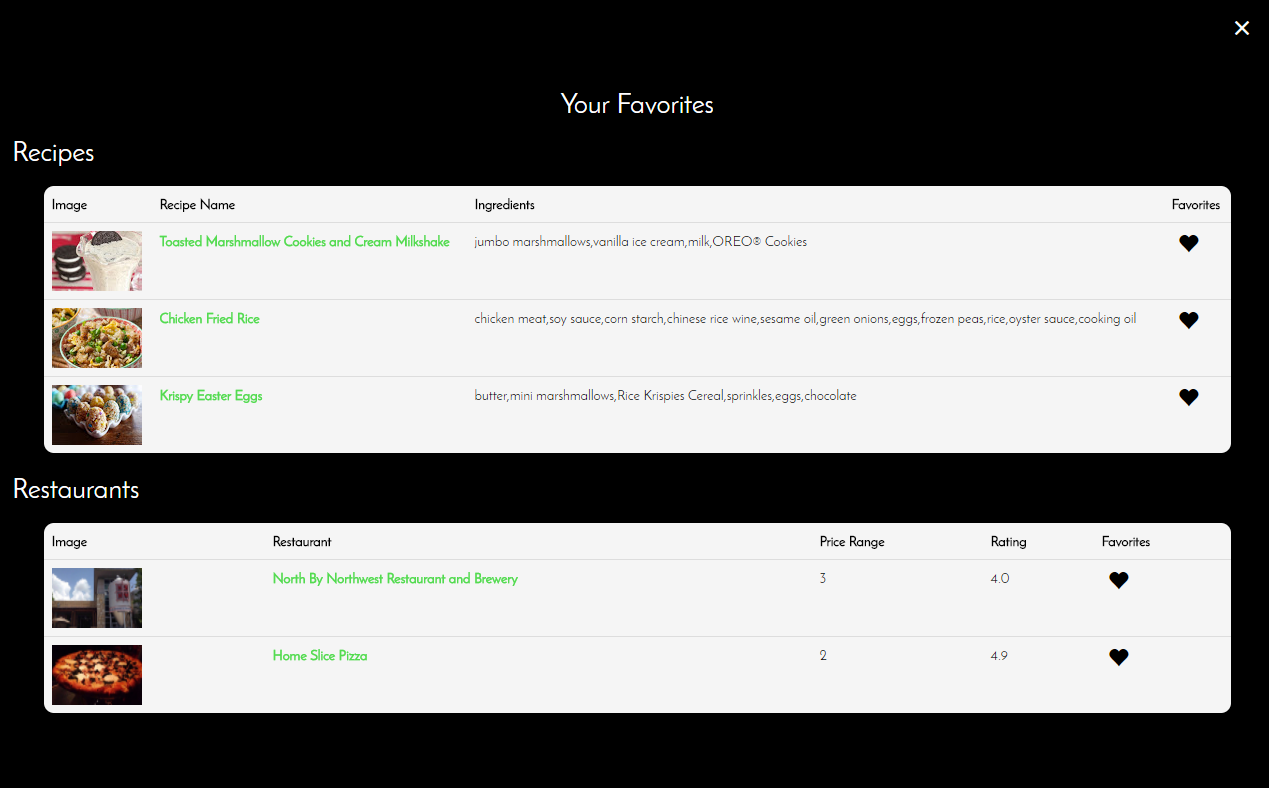 Your Favorites
Recipes
Image Recipe Name Ingredients Favorites
Toasted Marshmallow Cookies and Cream Milkshake jumbo marshmallows,vanilla ice cream,milk,OREO® Cookies
Chicken Fried Rice chicken meat,soy sauce,corn starch,chinese rice wine,sesame oil,green onions,eggs,frozen peas,rice,oyster sauce,cooking oil
Krispy Easter Eggs butter,mini marshmallows,Rice Krispies Cereal,sprinkles,eggs,chocolate
Restaurants
Image Restaurant Price Range Rating Favorites
North By Northwest Restaurant and Brewery 3 4.0
Home Slice Pizza 2 4.9